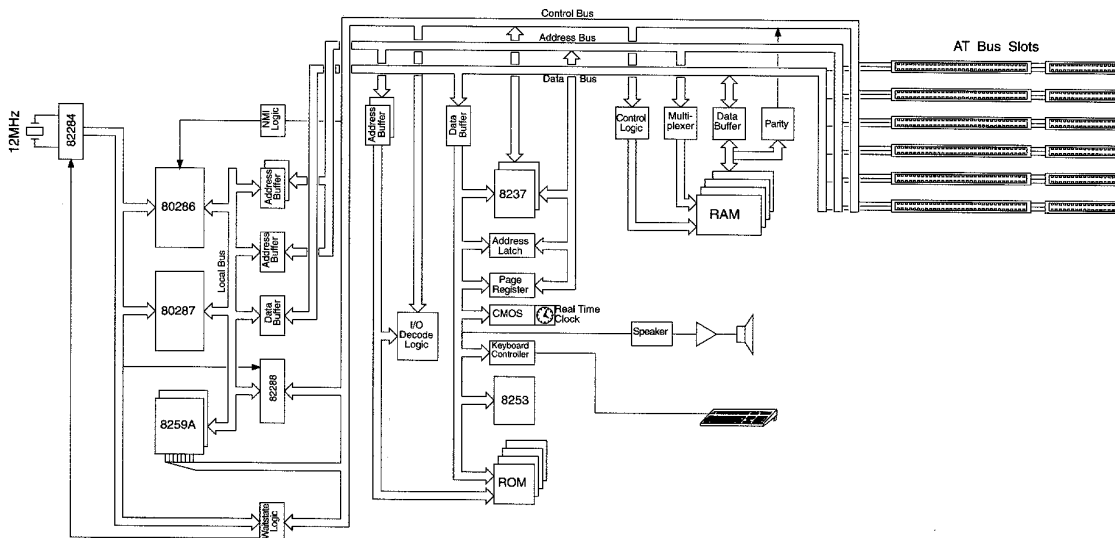 Control Bus
Address Bus
Data Bus
AT Bus Slots
12MHz
82284
NMI
Logic
80286
Address
Buffer
Address
Buffer
Local Bus
80287
Data
Buffer
82288
8259A
Waitstate
Logic
Address
Buffer
Data
Buffer
8237
Address
Latch
Page
Register
CMOS
Real Time
Clock
I/O
Decode
Logic
Keyboard
Controller
Speaker
8253
ROM
Control
Logic
Multi-
plexer
Data
Buffer
Parity
RAM